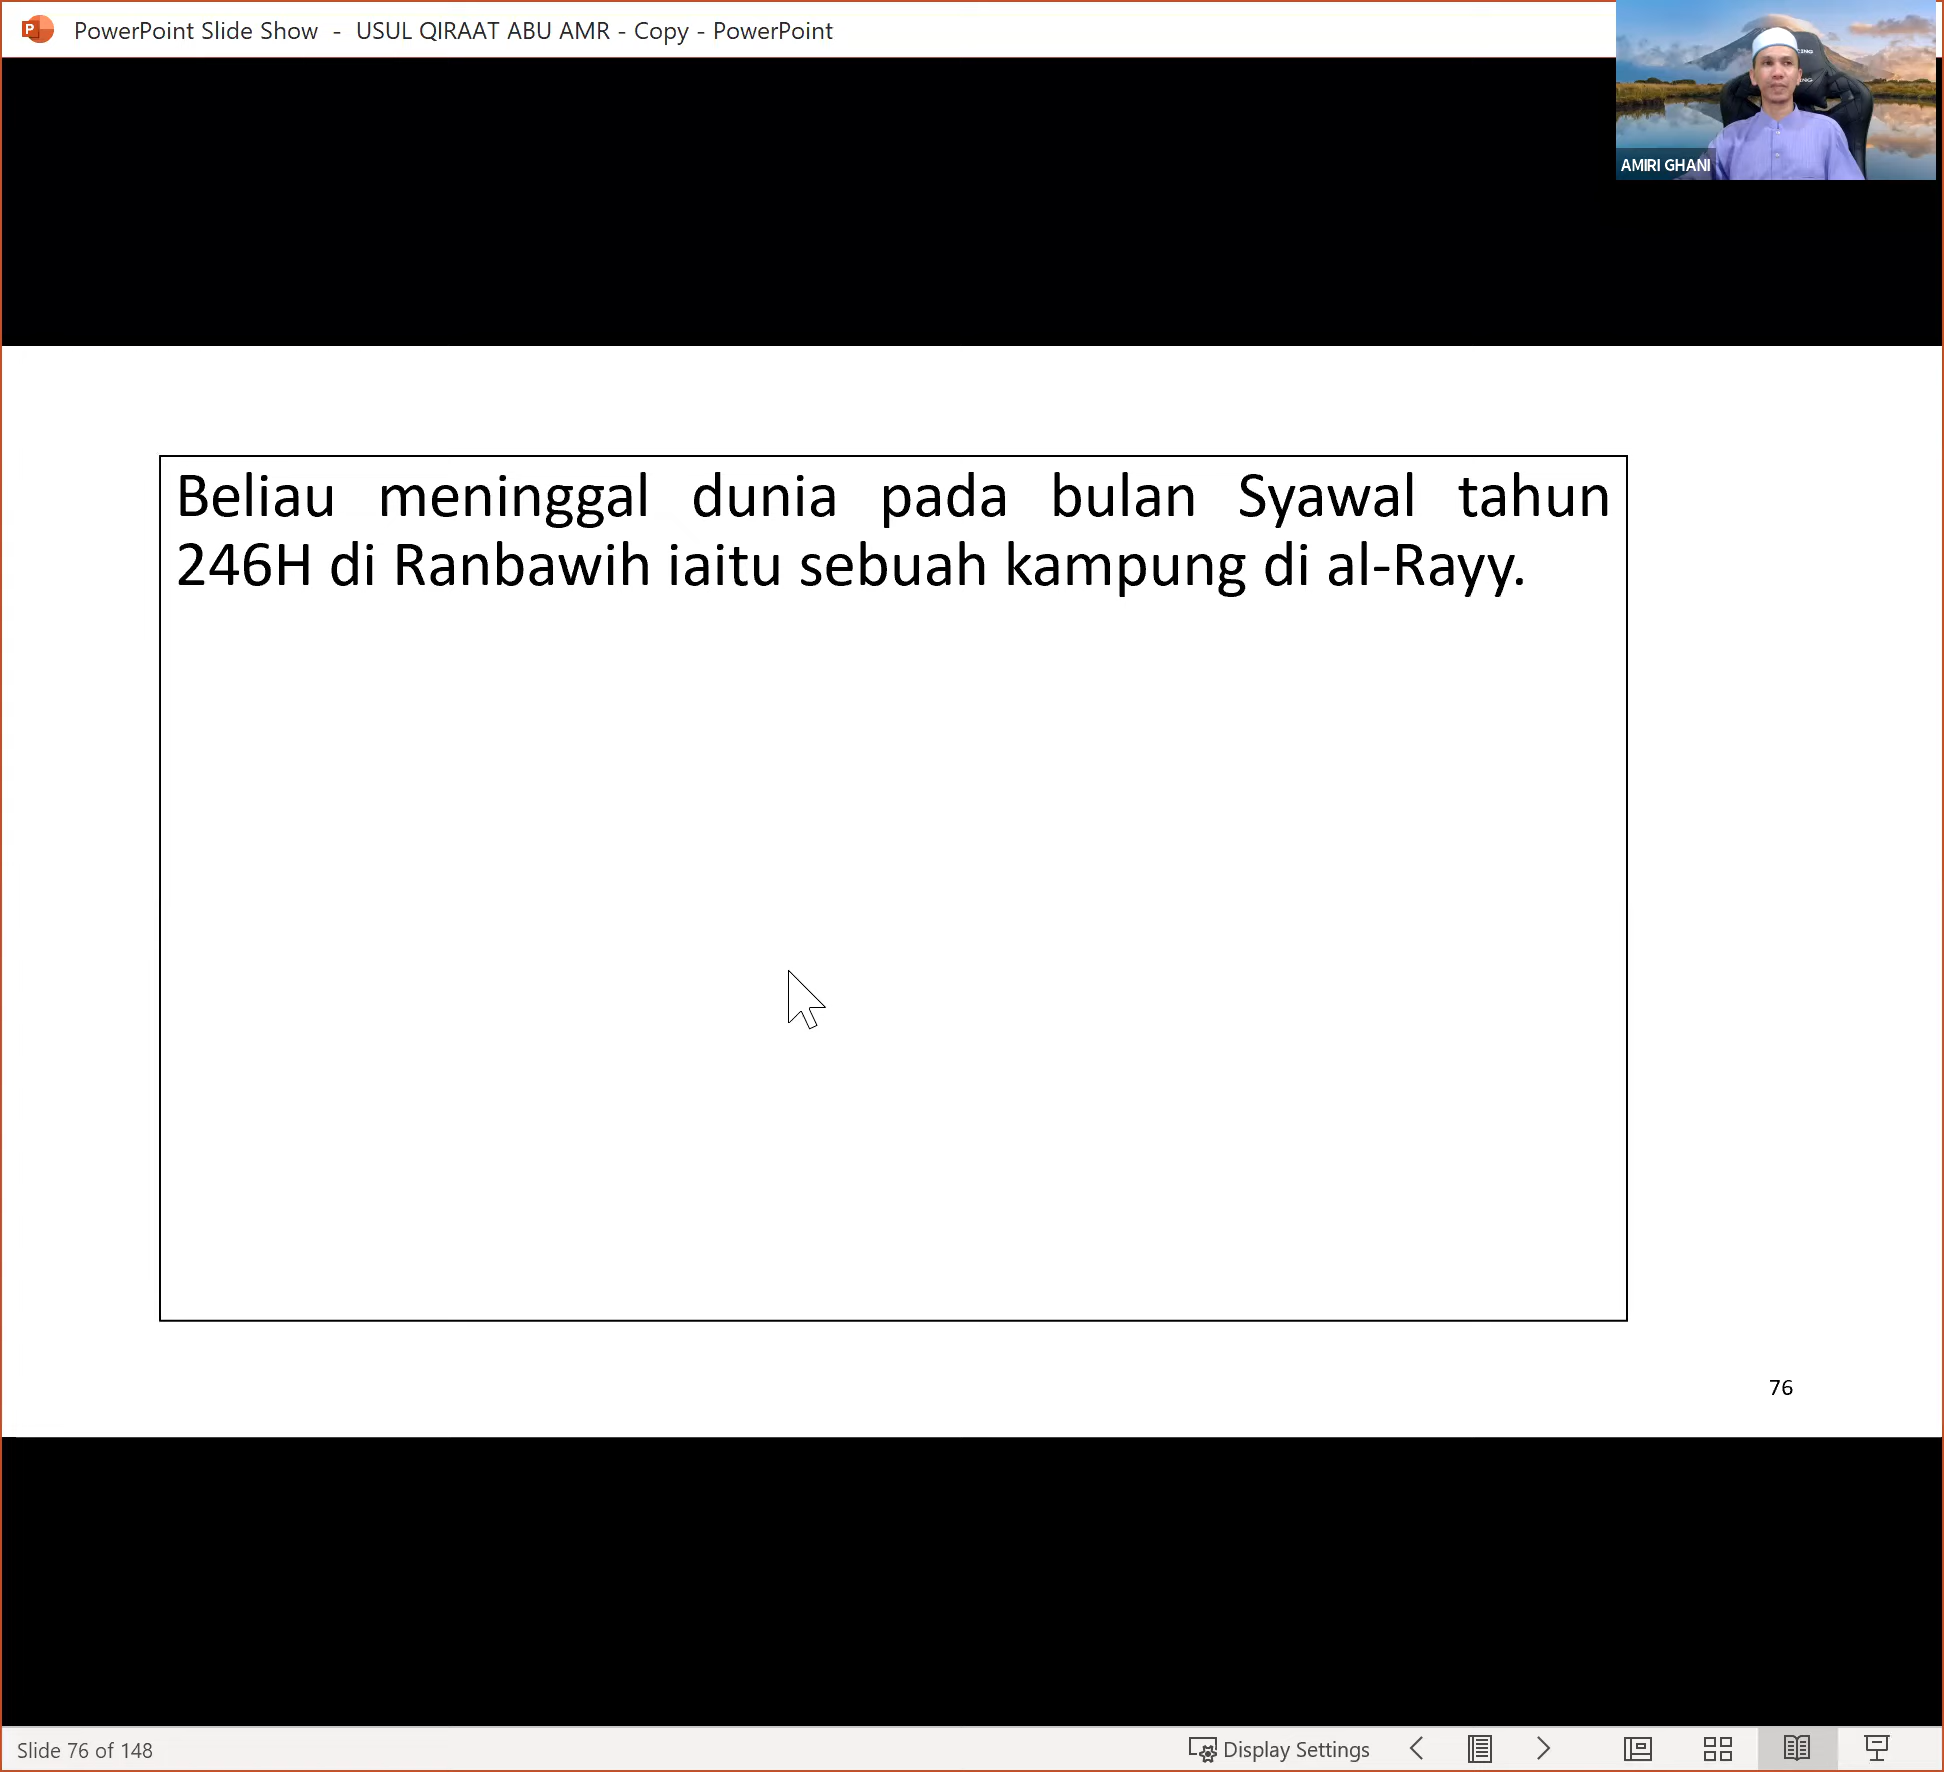 PowerPoint Slide Show - USUL QIRAAT ABU AMR - Copy - PowerPoint
AMIRI GHANI
Beliau meninggal dunia pada bulan Syawal tahun
246H di Ranbawih iaitu sebuah kampung di al-Rayy.
76
Slide 76 of 148
Display Settings